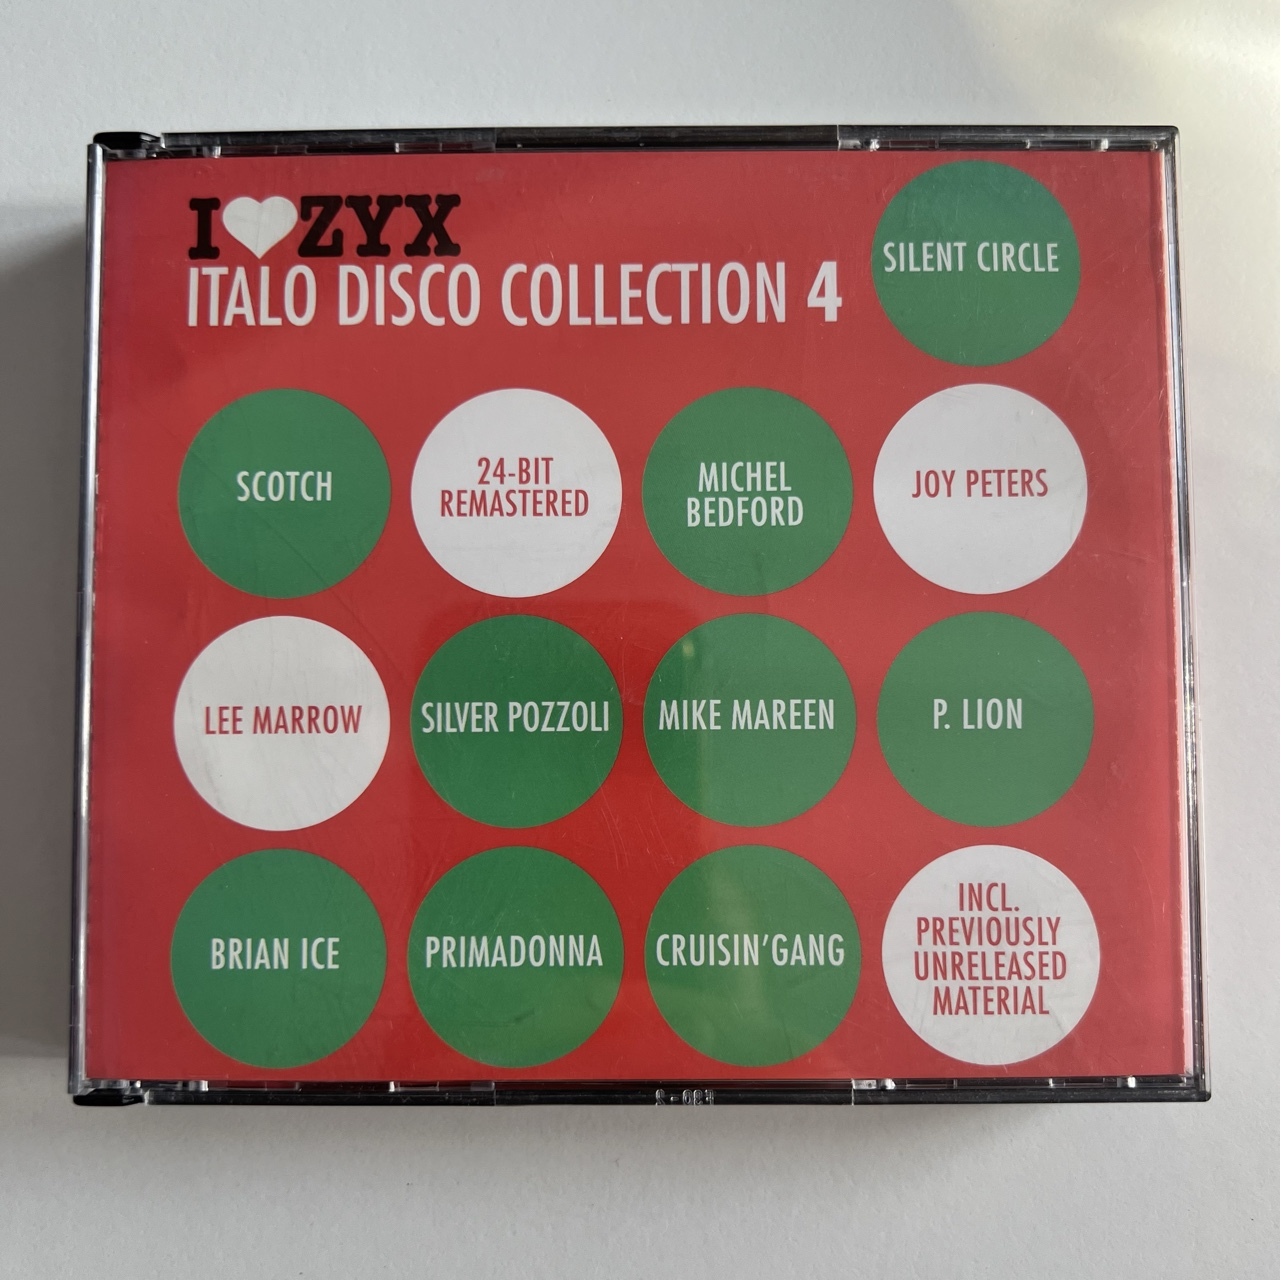 I ZYX
ITALO DISCO COLLECTION 4
SILENT CIRCLE
SCOTCH
24-BIT
REMASTERED
MICHEL
BEDFORD
JOY PETERS
LEE MARROW
SILVER POZZOLI
MIKE MAREEN
P. LION
BRIAN ICE
PRIMADONNA
CRUISIN'GANG
INCL.
PREVIOUSLY
UNRELEASED
MATERIAL